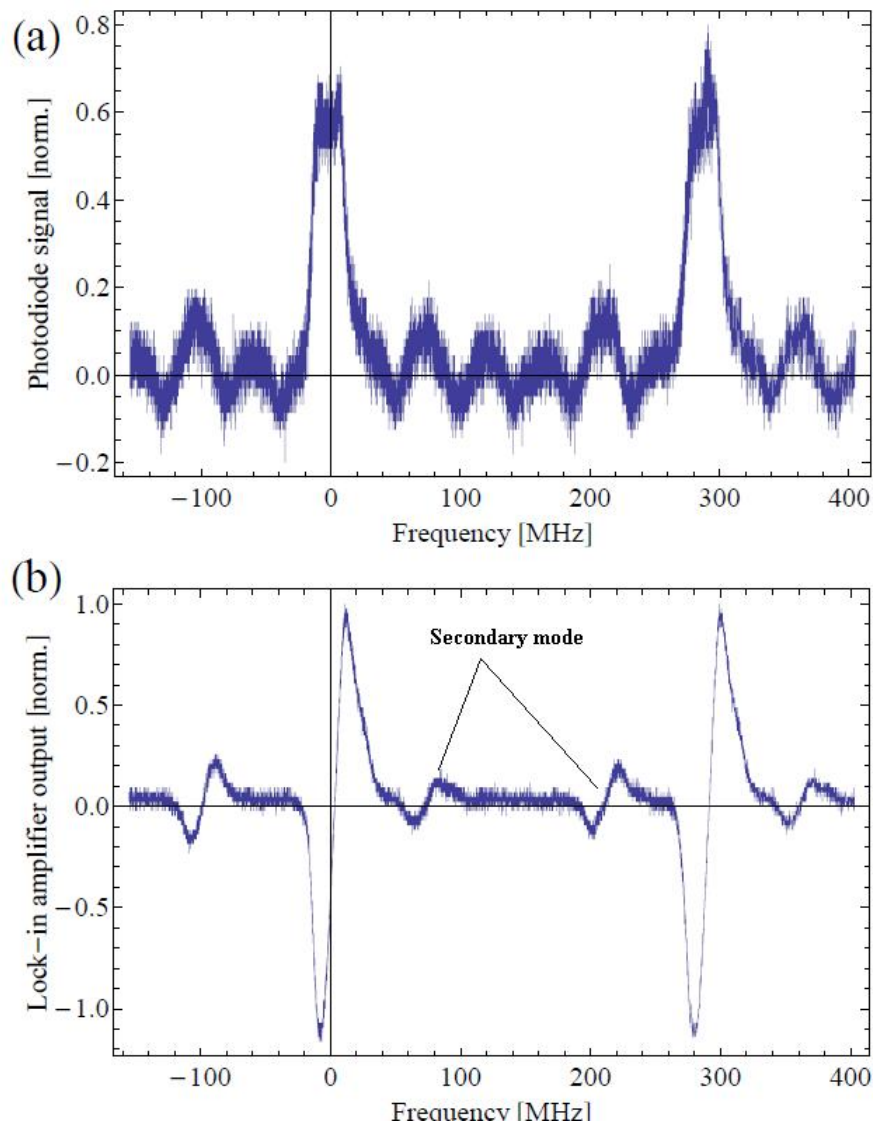 (a)
Photodiode signal [norm.]
0.8
0.6
0.4
0.2
0.0
−0.2
−100 0 100 200 300 400
Frequency [MHz]
(b)
Lock−in amplifier output [norm.]
1.0
0.5
0.0
−0.5
−1.0
Secondary mode
−100 0 100 200 300 400
Frequency [MHz]